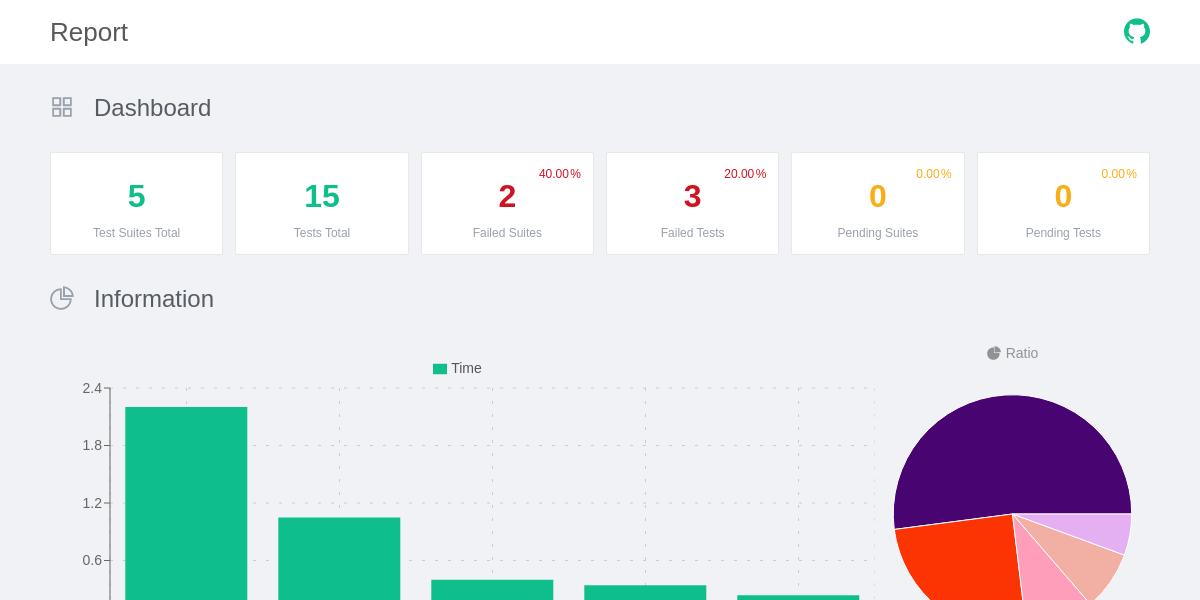 Report
Dashboard
5
Test Suites Total
15
Tests Total
40.00%
2
Failed Suites
20.00%
3
Failed Tests
0.00%
0
Pending Suites
0.00%
0
Pending Tests
Information
Time
2.4
1.8
1.2
0.6
Ratio